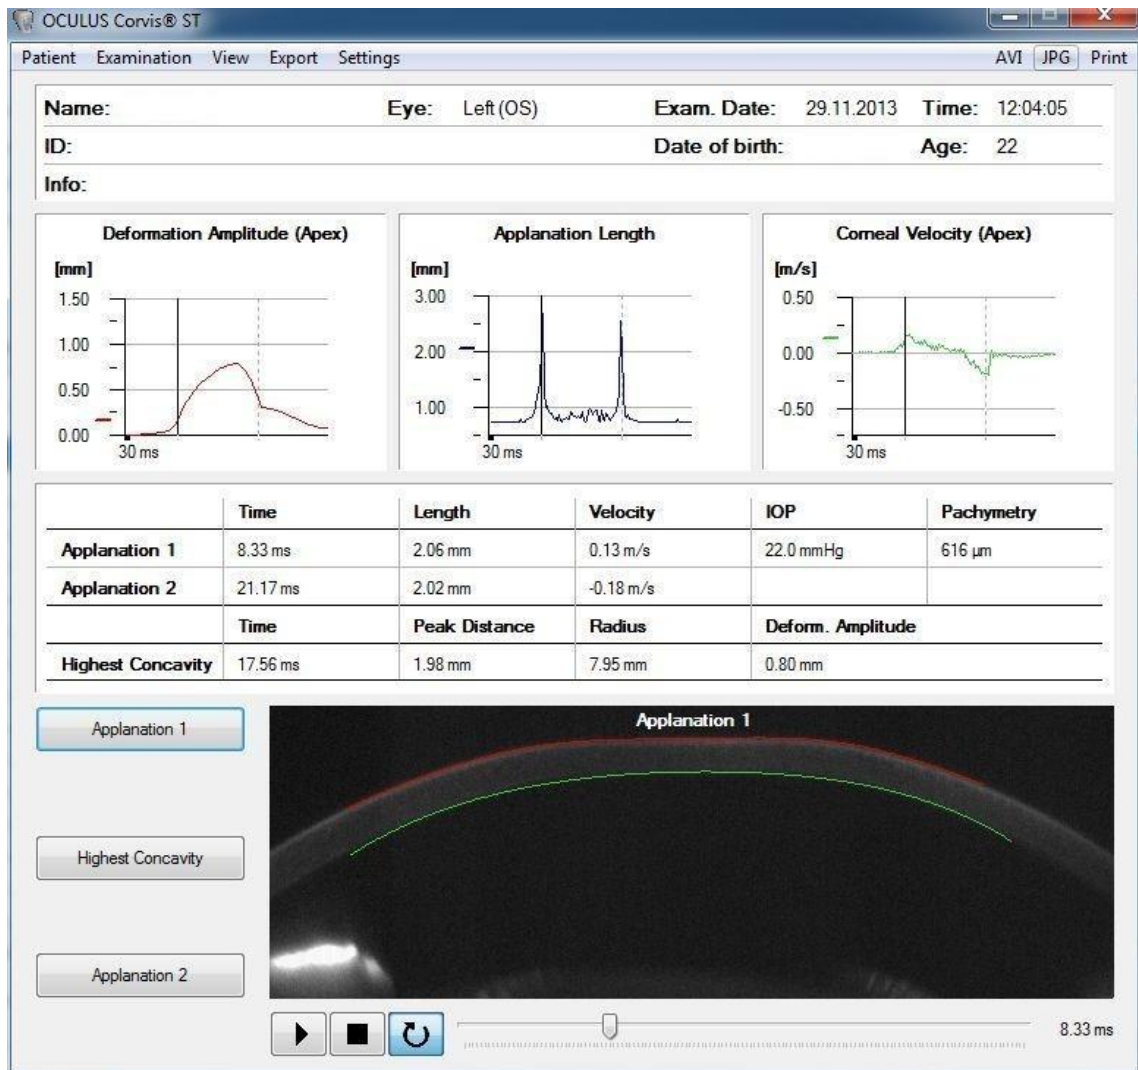 OCULUS Corvis® ST
Patient Examination View Export Settings AVI JPG Print
Name: Eye: Left (OS) Exam. Date: 29.11.2013 Time: 12:04:05
ID: Date of birth: Age: 22
Info:
Deformation Amplitude (Apex)
[mm]
1.50
1.00
0.50
0.00
30 ms
Applanation Length
[mm]
3.00
2.00
1.00
30 ms
Corneal Velocity (Apex)
[m/s]
0.50
0.00
-0.50
30 ms
Time Length Velocity IOP Pachymetry
Applanation 1 8.33 ms 2.06 mm 0.13 m/s 22.0 mmHg 616 µm
Applanation 2 21.17 ms 2.02 mm -0.18 m/s
Time Peak Distance Radius Deform. Amplitude
Highest Concavity 17.56 ms 1.98 mm 7.95 mm 0.80 mm
Applanation 1
Highest Concavity
Applanation 2
Applanation 1
8.33 ms